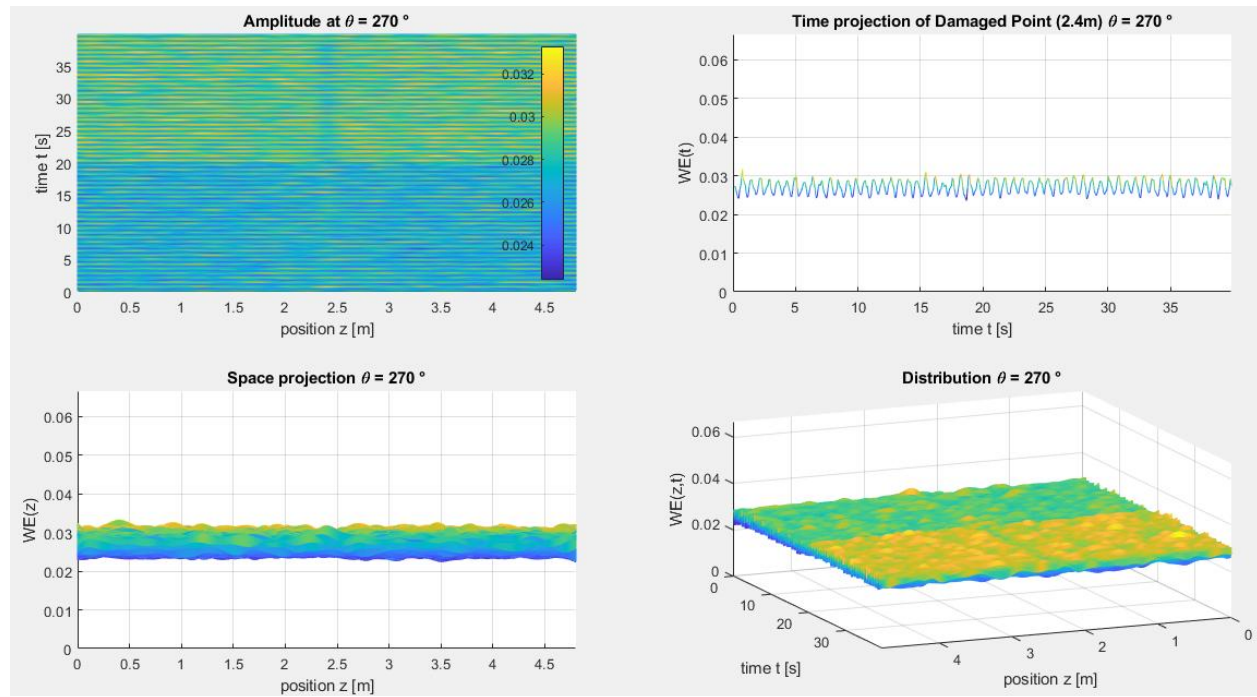 Amplitude at θ = 270 °
time t [s]
35
30
25
20
15
10
5
0
0.032
0.03
0.028
0.026
0.024
0 0.5 1 1.5 2 2.5 3 3.5 4 4.5
position z [m]
Time projection of Damaged Point (2.4m) θ = 270 °
WE(t)
0.06
0.05
0.04
0.03
0.02
0.01
0
0 5 10 15 20 25 30 35
time t [s]
Space projection θ = 270 °
WE(z)
0.06
0.05
0.04
0.03
0.02
0.01
0
0 0.5 1 1.5 2 2.5 3 3.5 4 4.5
position z [m]
Distribution θ = 270 °
WE(z,t)
0.06
0.04
0.02
0
0
10
20
30
time t [s]
4 3 2 1 0
position z [m]